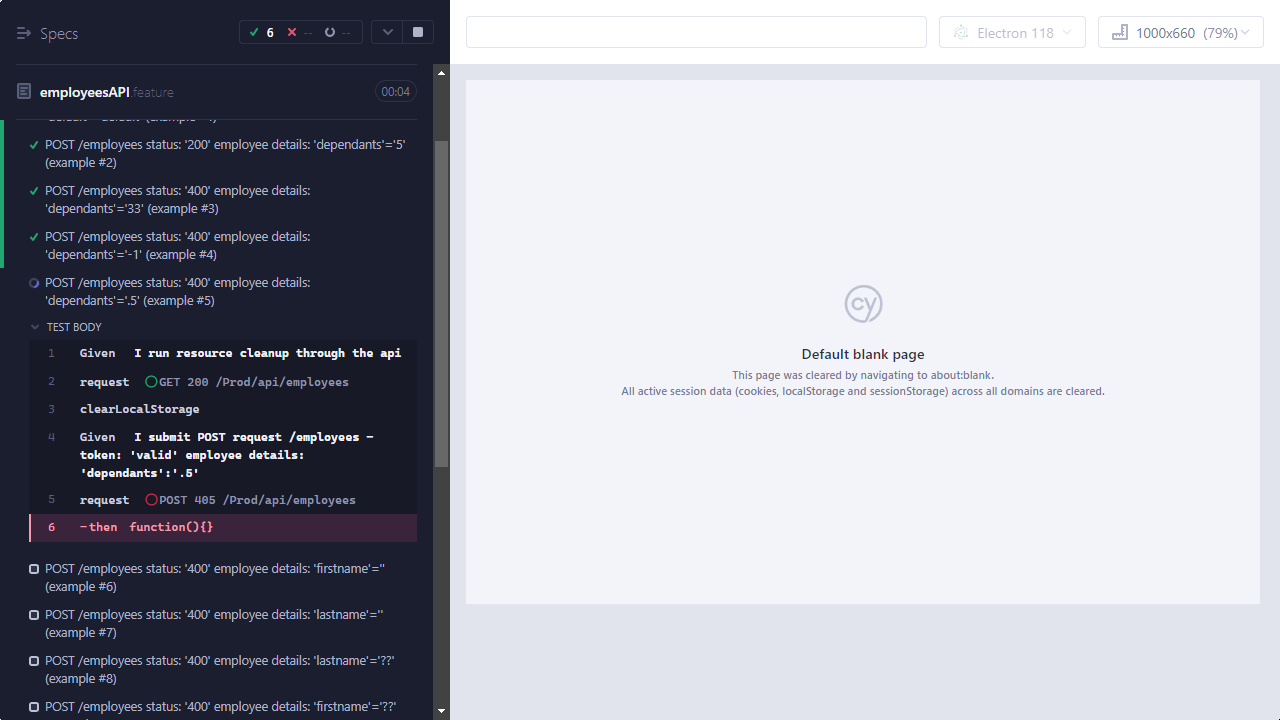 Specs
6
--
--
Electron 118
1000x660 (79%)
employeesAPI.feature
00:04
POST /employees status: '200' employee details: 'dependants'='5'
(example #2)
POST /employees status: '400' employee details:
'dependants'='33' (example #3)
POST /employees status: '400' employee details:
'dependants'='-1' (example #4)
POST /employees status: '400' employee details:
'dependants'='.5' (example #5)
TEST BODY
1 Given I run resource cleanup through the api
2 request GET 200 /Prod/api/employees
3 clearLocalStorage
4 Given I submit POST request /employees -
token: 'valid' employee details:
'dependants':'.5'
5 request POST 405 /Prod/api/employees
6 -then function(){}
POST /employees status: '400' employee details: 'firstname'=''
(example #6)
POST /employees status: '400' employee details: 'lastname'=''
(example #7)
POST /employees status: '400' employee details: 'lastname'='??'
(example #8)
POST /employees status: '400' employee details: 'firstname'='??'
cy
Default blank page
This page was cleared by navigating to about:blank.
All active session data (cookies, localStorage and sessionStorage) across all domains are cleared.